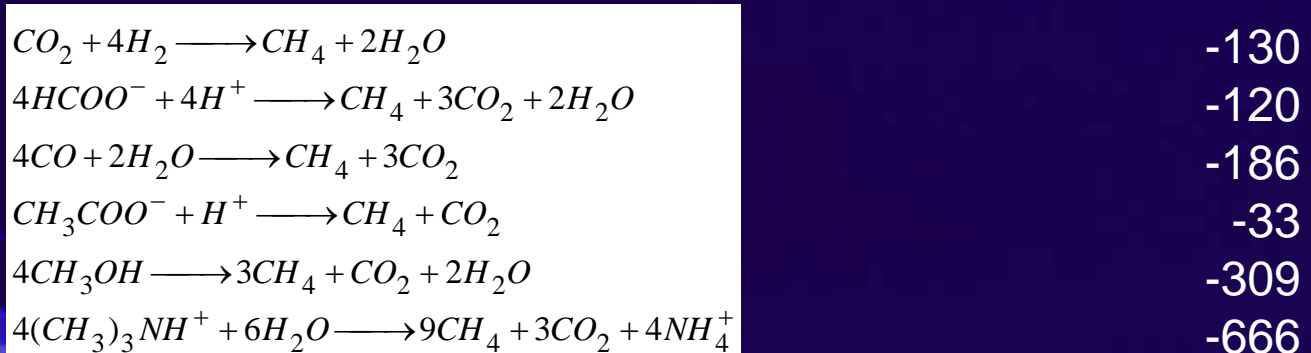 CO₂ + 4H₂ ⟶ CH₄ + 2H₂O -130
4HCOO⁻ + 4H⁺ ⟶ CH₄ + 3CO₂ + 2H₂O -120
4CO + 2H₂O ⟶ CH₄ + 3CO₂ -186
CH₃COO⁻ + H⁺ ⟶ CH₄ + CO₂ -33
4CH₃OH ⟶ 3CH₄ + CO₂ + 2H₂O -309
4(CH₃)₃NH⁺ + 6H₂O ⟶ 9CH₄ + 3CO₂ + 4NH₄⁺ -666